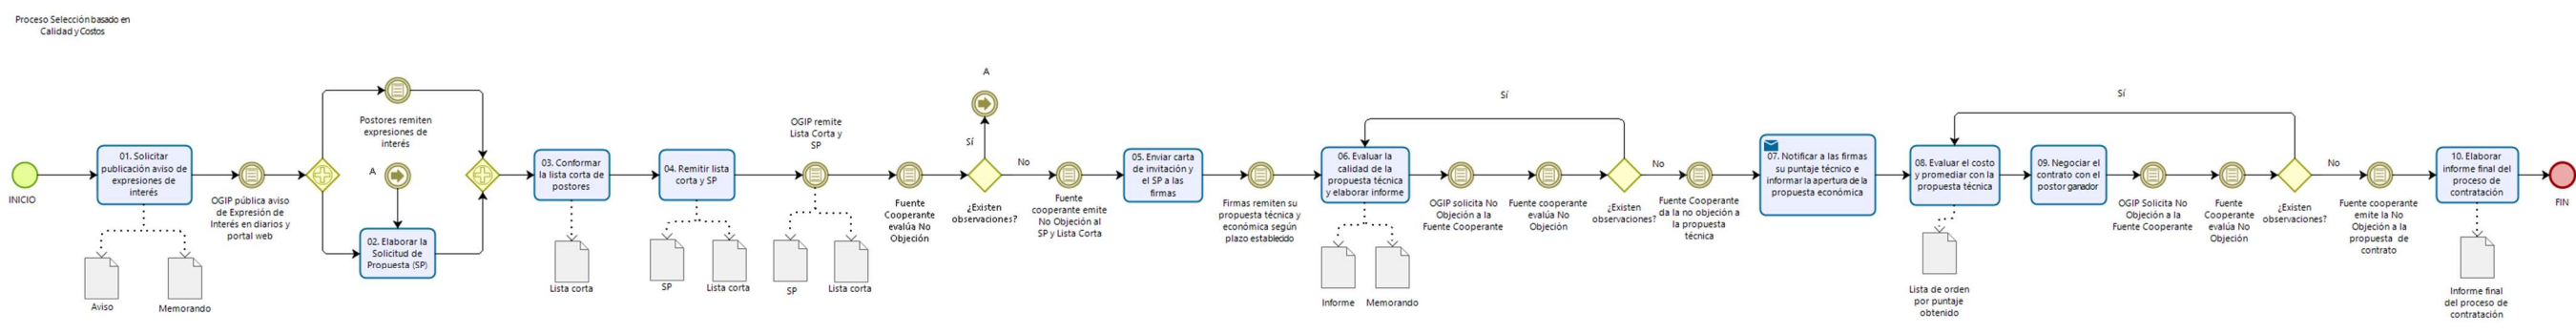 Proceso Selección basado en
Calidad y Costos
INICIO
01. Solicitar
publicación aviso de
expresiones de
interés
Aviso
Memorando
OGIP pública aviso
de Expresión de
Interés en diarios y
portal web
Postores remiten
expresiones de
interés
A
02. Elaborar la
Solicitud de
Propuesta (SP)
03. Conformar
la lista corta de
postores
Lista corta
04. Remitir lista
corta y SP
SP
Lista corta
OGIP remite
Lista Corta y
SP
SP
Lista corta
Fuente
Cooperante
evalúa No
Objeción
A
Sí
¿Existen
observaciones?
No
Fuente
cooperante emite
No Objeción al
SP y Lista Corta
05. Enviar carta
de invitación y
el SP a las
firmas
Firmas remiten su
propuesta técnica y
económica según
plazo establecido
06. Evaluar la
calidad de la
propuesta técnica
y elaborar informe
Informe
Memorando
OGIP solicita No
Objeción a la
Fuente Cooperante
Fuente cooperante
evalúa No
Objeción
Sí
¿Existen
observaciones?
No
Fuente Cooperante
da la no objeción a
la propuesta
técnica
07. Notificar a las firmas
su puntaje técnico e
informar la apertura de la
propuesta económica
08. Evaluar el costo
y promediar con la
propuesta técnica
Lista de orden
por puntaje
obtenido
09. Negociar el
contrato con el
postor ganador
OGIP Solicita No
Objeción a la
Fuente Cooperante
Fuente
Cooperante
evalúa No
Objeción
Sí
¿Existen
observaciones?
No
Fuente cooperante
emite la No
Objeción a la
propuesta de
contrato
10. Elaborar
informe final del
proceso de
contratación
Informe final
del proceso de
contratación
FIN